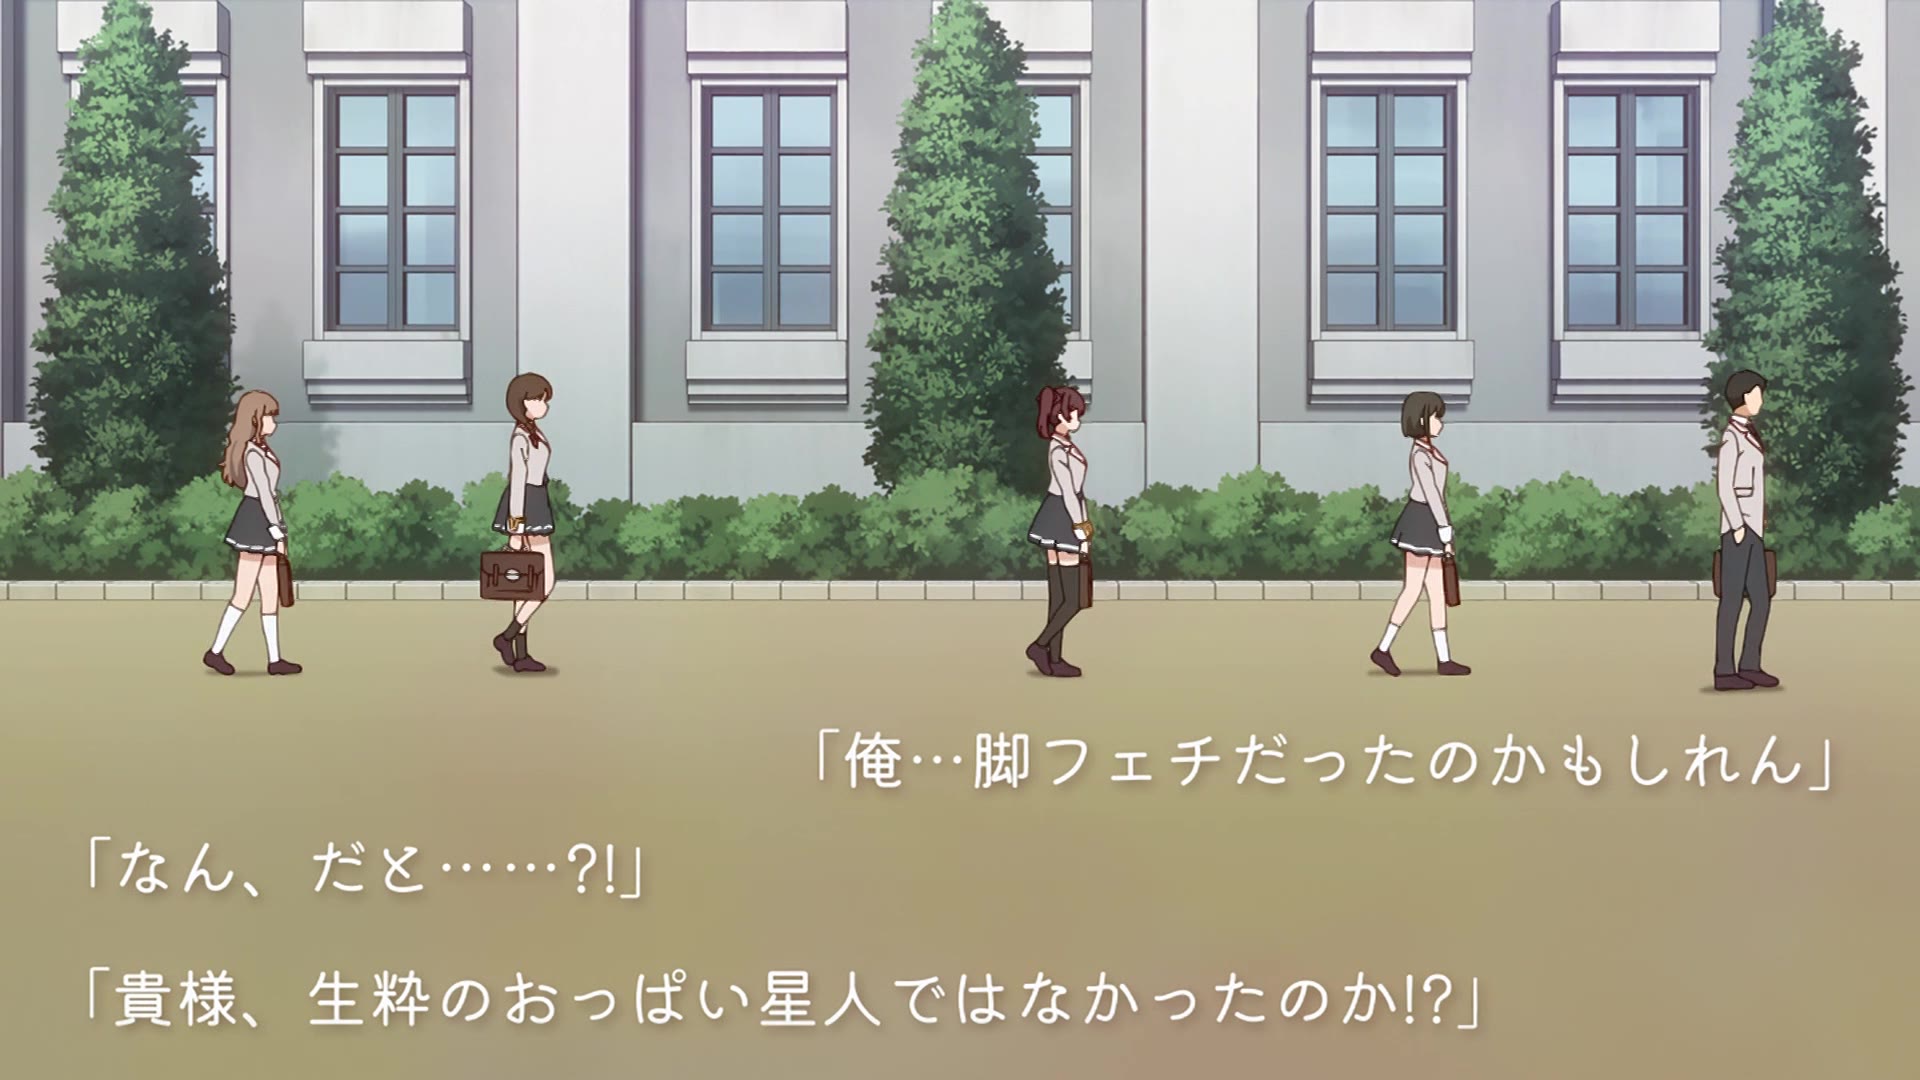 「俺…脚フェチだったのかもしれん」
「なん、だと……?!」
「貴様、生粋のおっぱい星人ではなかったのか!?」